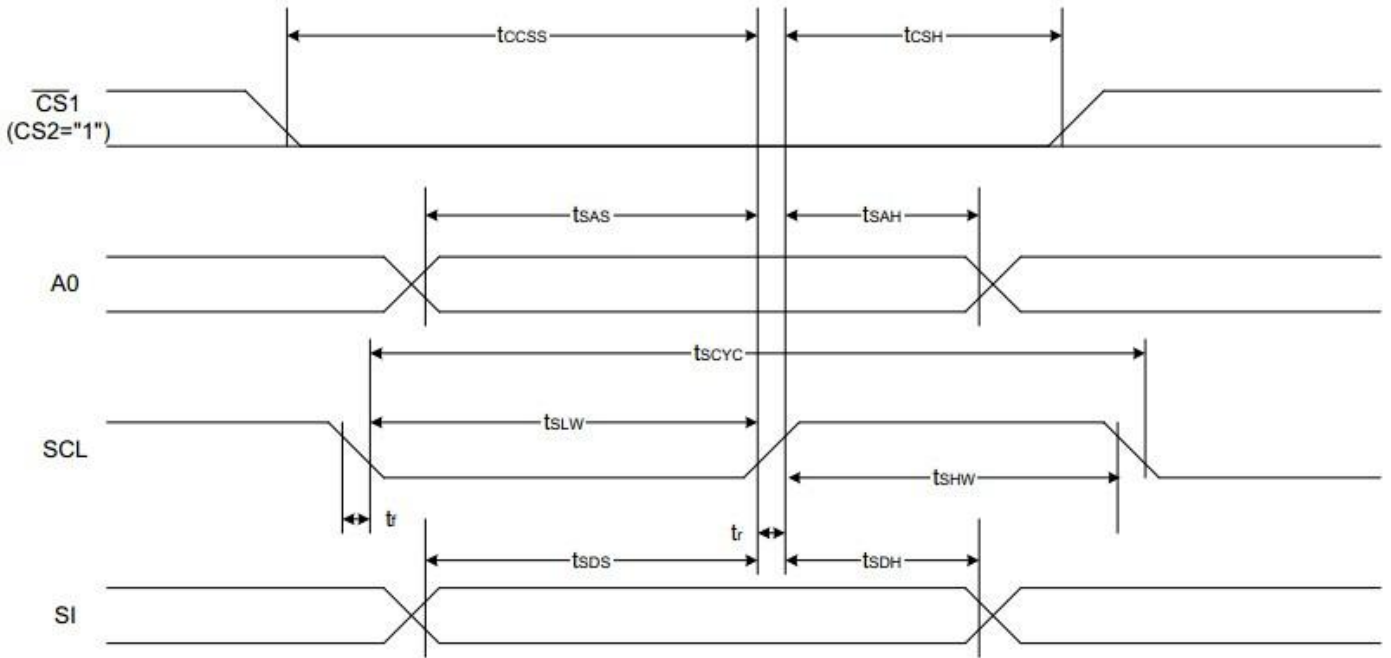 tCCSS
tCSH
CS1
(CS2="1")
tSAS
tSAH
A0
tSCYC
tSLW
SCL
tSHW
tf
tr
tSDS
tSDH
SI